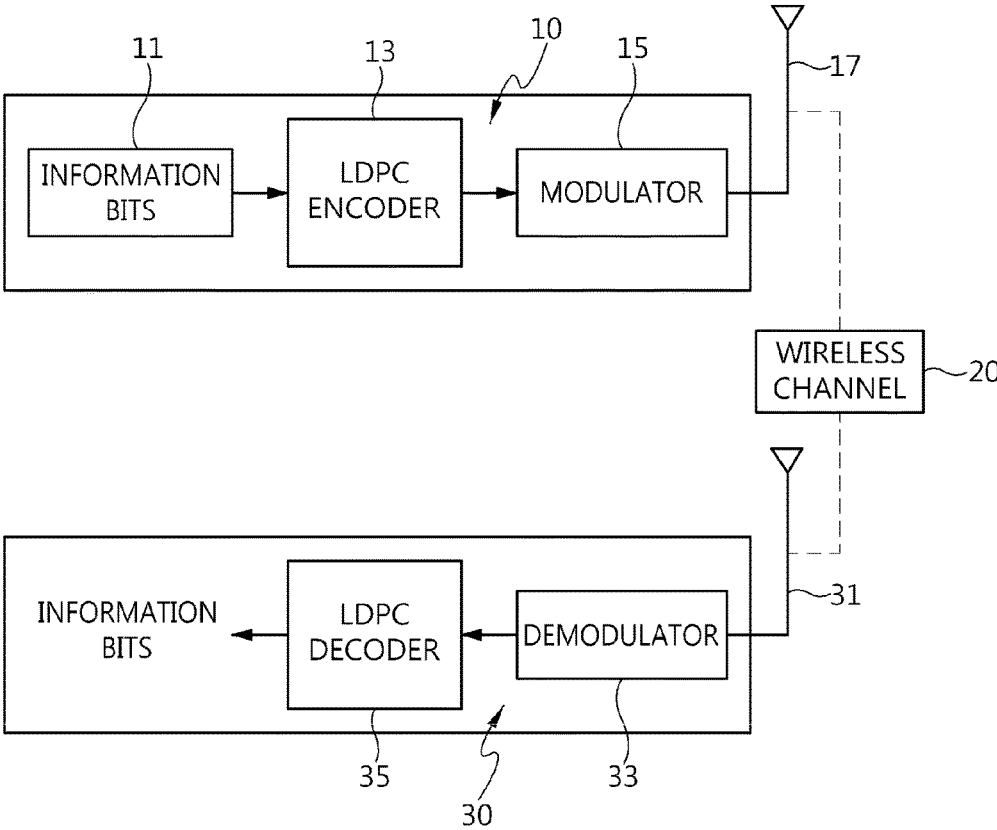 10
11
13
15
17
INFORMATION
BITS
LDPC
ENCODER
MODULATOR
WIRELESS
CHANNEL
20
INFORMATION
BITS
LDPC
DECODER
DEMODULATOR
31
35
30
33